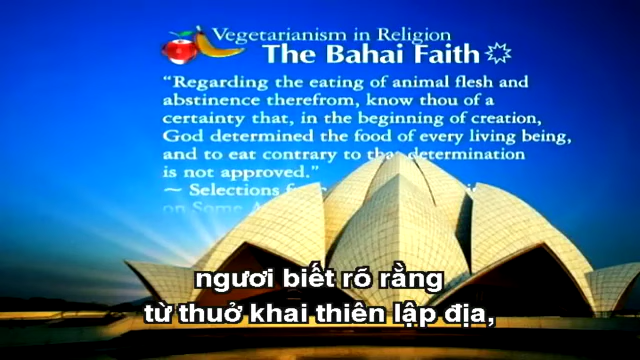 Vegetarianism in Religion
The Bahai Faith
“Regarding the eating of animal flesh and
abstinence therefrom, know thou of a
certainty that, in the beginning of creation,
God determined the food of every living being,
and to eat contrary to that determination
is not approved.”
~ Selections
on Some
ngươi biết rõ rằng
từ thuở khai thiên lập địa,